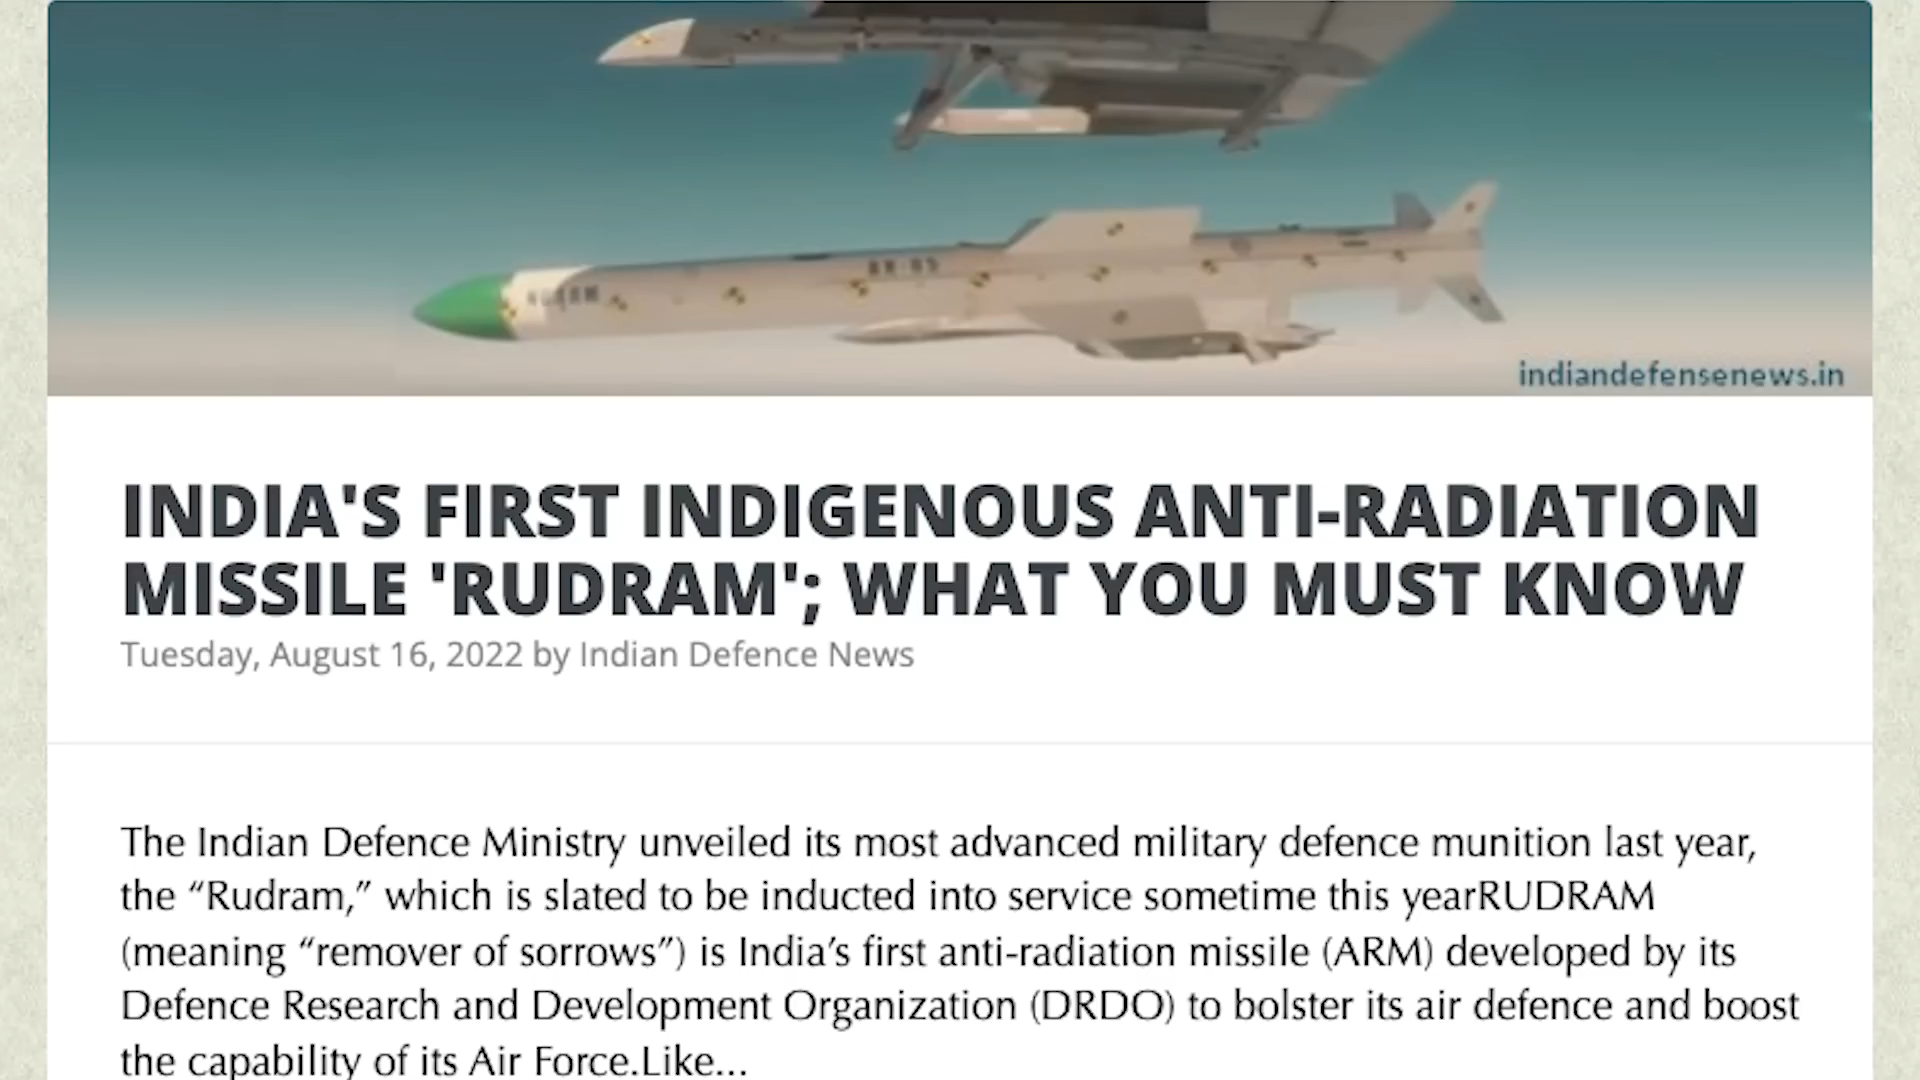 RUDRAM
indiandefensenews.in
INDIA'S FIRST INDIGENOUS ANTI-RADIATION
MISSILE 'RUDRAM'; WHAT YOU MUST KNOW
Tuesday, August 16, 2022 by Indian Defence News
The Indian Defence Ministry unveiled its most advanced military defence munition last year,
the “Rudram,” which is slated to be inducted into service sometime this yearRUDRAM
(meaning “remover of sorrows”) is India’s first anti-radiation missile (ARM) developed by its
Defence Research and Development Organization (DRDO) to bolster its air defence and boost
the capability of its Air Force.Like...